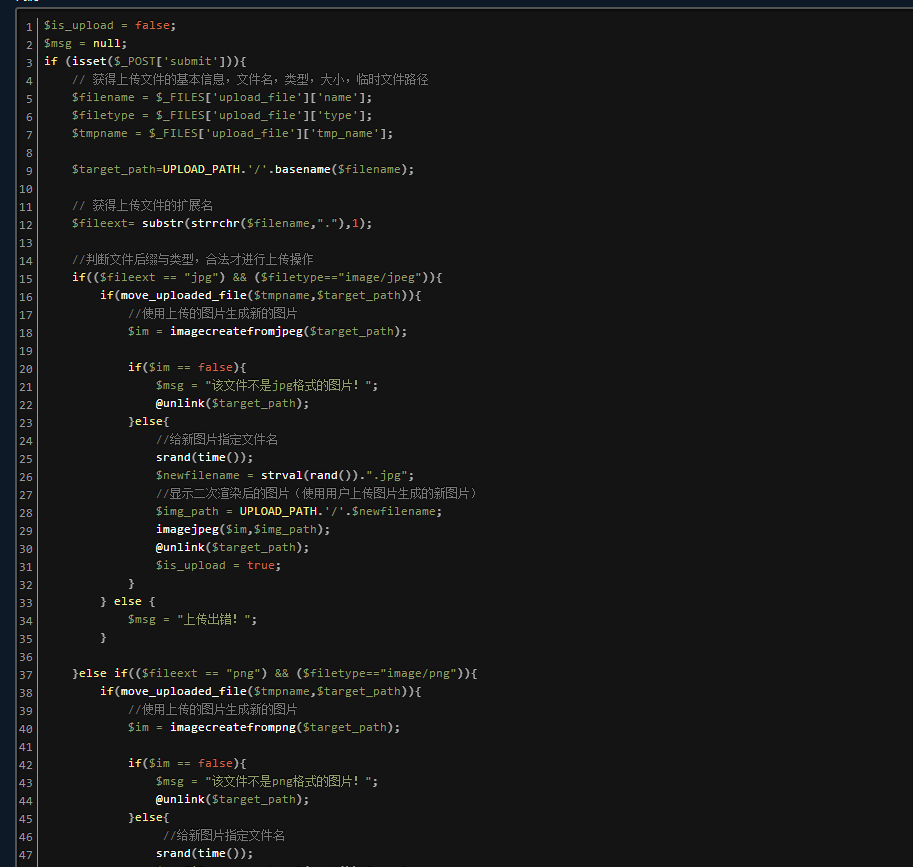 1 $is_upload = false;
2 $msg = null;
3 if (isset($_POST['submit'])){
4 // 获得上传文件的基本信息，文件名，类型，大小，临时文件路径
5 $filename = $_FILES['upload_file']['name'];
6 $filetype = $_FILES['upload_file']['type'];
7 $tmpname = $_FILES['upload_file']['tmp_name'];
8
9 $target_path=UPLOAD_PATH.'/'.basename($filename);
10
11 // 获得上传文件的扩展名
12 $fileext= substr(strrchr($filename,"."),1);
13
14 //判断文件后缀与类型，合法才进行上传操作
15 if(($fileext == "jpg") && ($filetype=="image/jpeg")){
16 if(move_uploaded_file($tmpname,$target_path)){
17 //使用上传的图片生成新的图片
18 $im = imagecreatefromjpeg($target_path);
19
20 if($im == false){
21 $msg = "该文件不是jpg格式的图片！";
22 @unlink($target_path);
23 }else{
24 //给新图片指定文件名
25 srand(time());
26 $newfilename = strval(rand()).".jpg";
27 //显示二次渲染后的图片（使用用户上传图片生成的新图片）
28 $img_path = UPLOAD_PATH.'/'.$newfilename;
29 imagejpeg($im,$img_path);
30 @unlink($target_path);
31 $is_upload = true;
32 }
33 } else {
34 $msg = "上传出错！";
35 }
36
37 }else if(($fileext == "png") && ($filetype=="image/png")){
38 if(move_uploaded_file($tmpname,$target_path)){
39 //使用上传的图片生成新的图片
40 $im = imagecreatefrompng($target_path);
41
42 if($im == false){
43 $msg = "该文件不是png格式的图片！";
44 @unlink($target_path);
45 }else{
46 //给新图片指定文件名
47 srand(time());